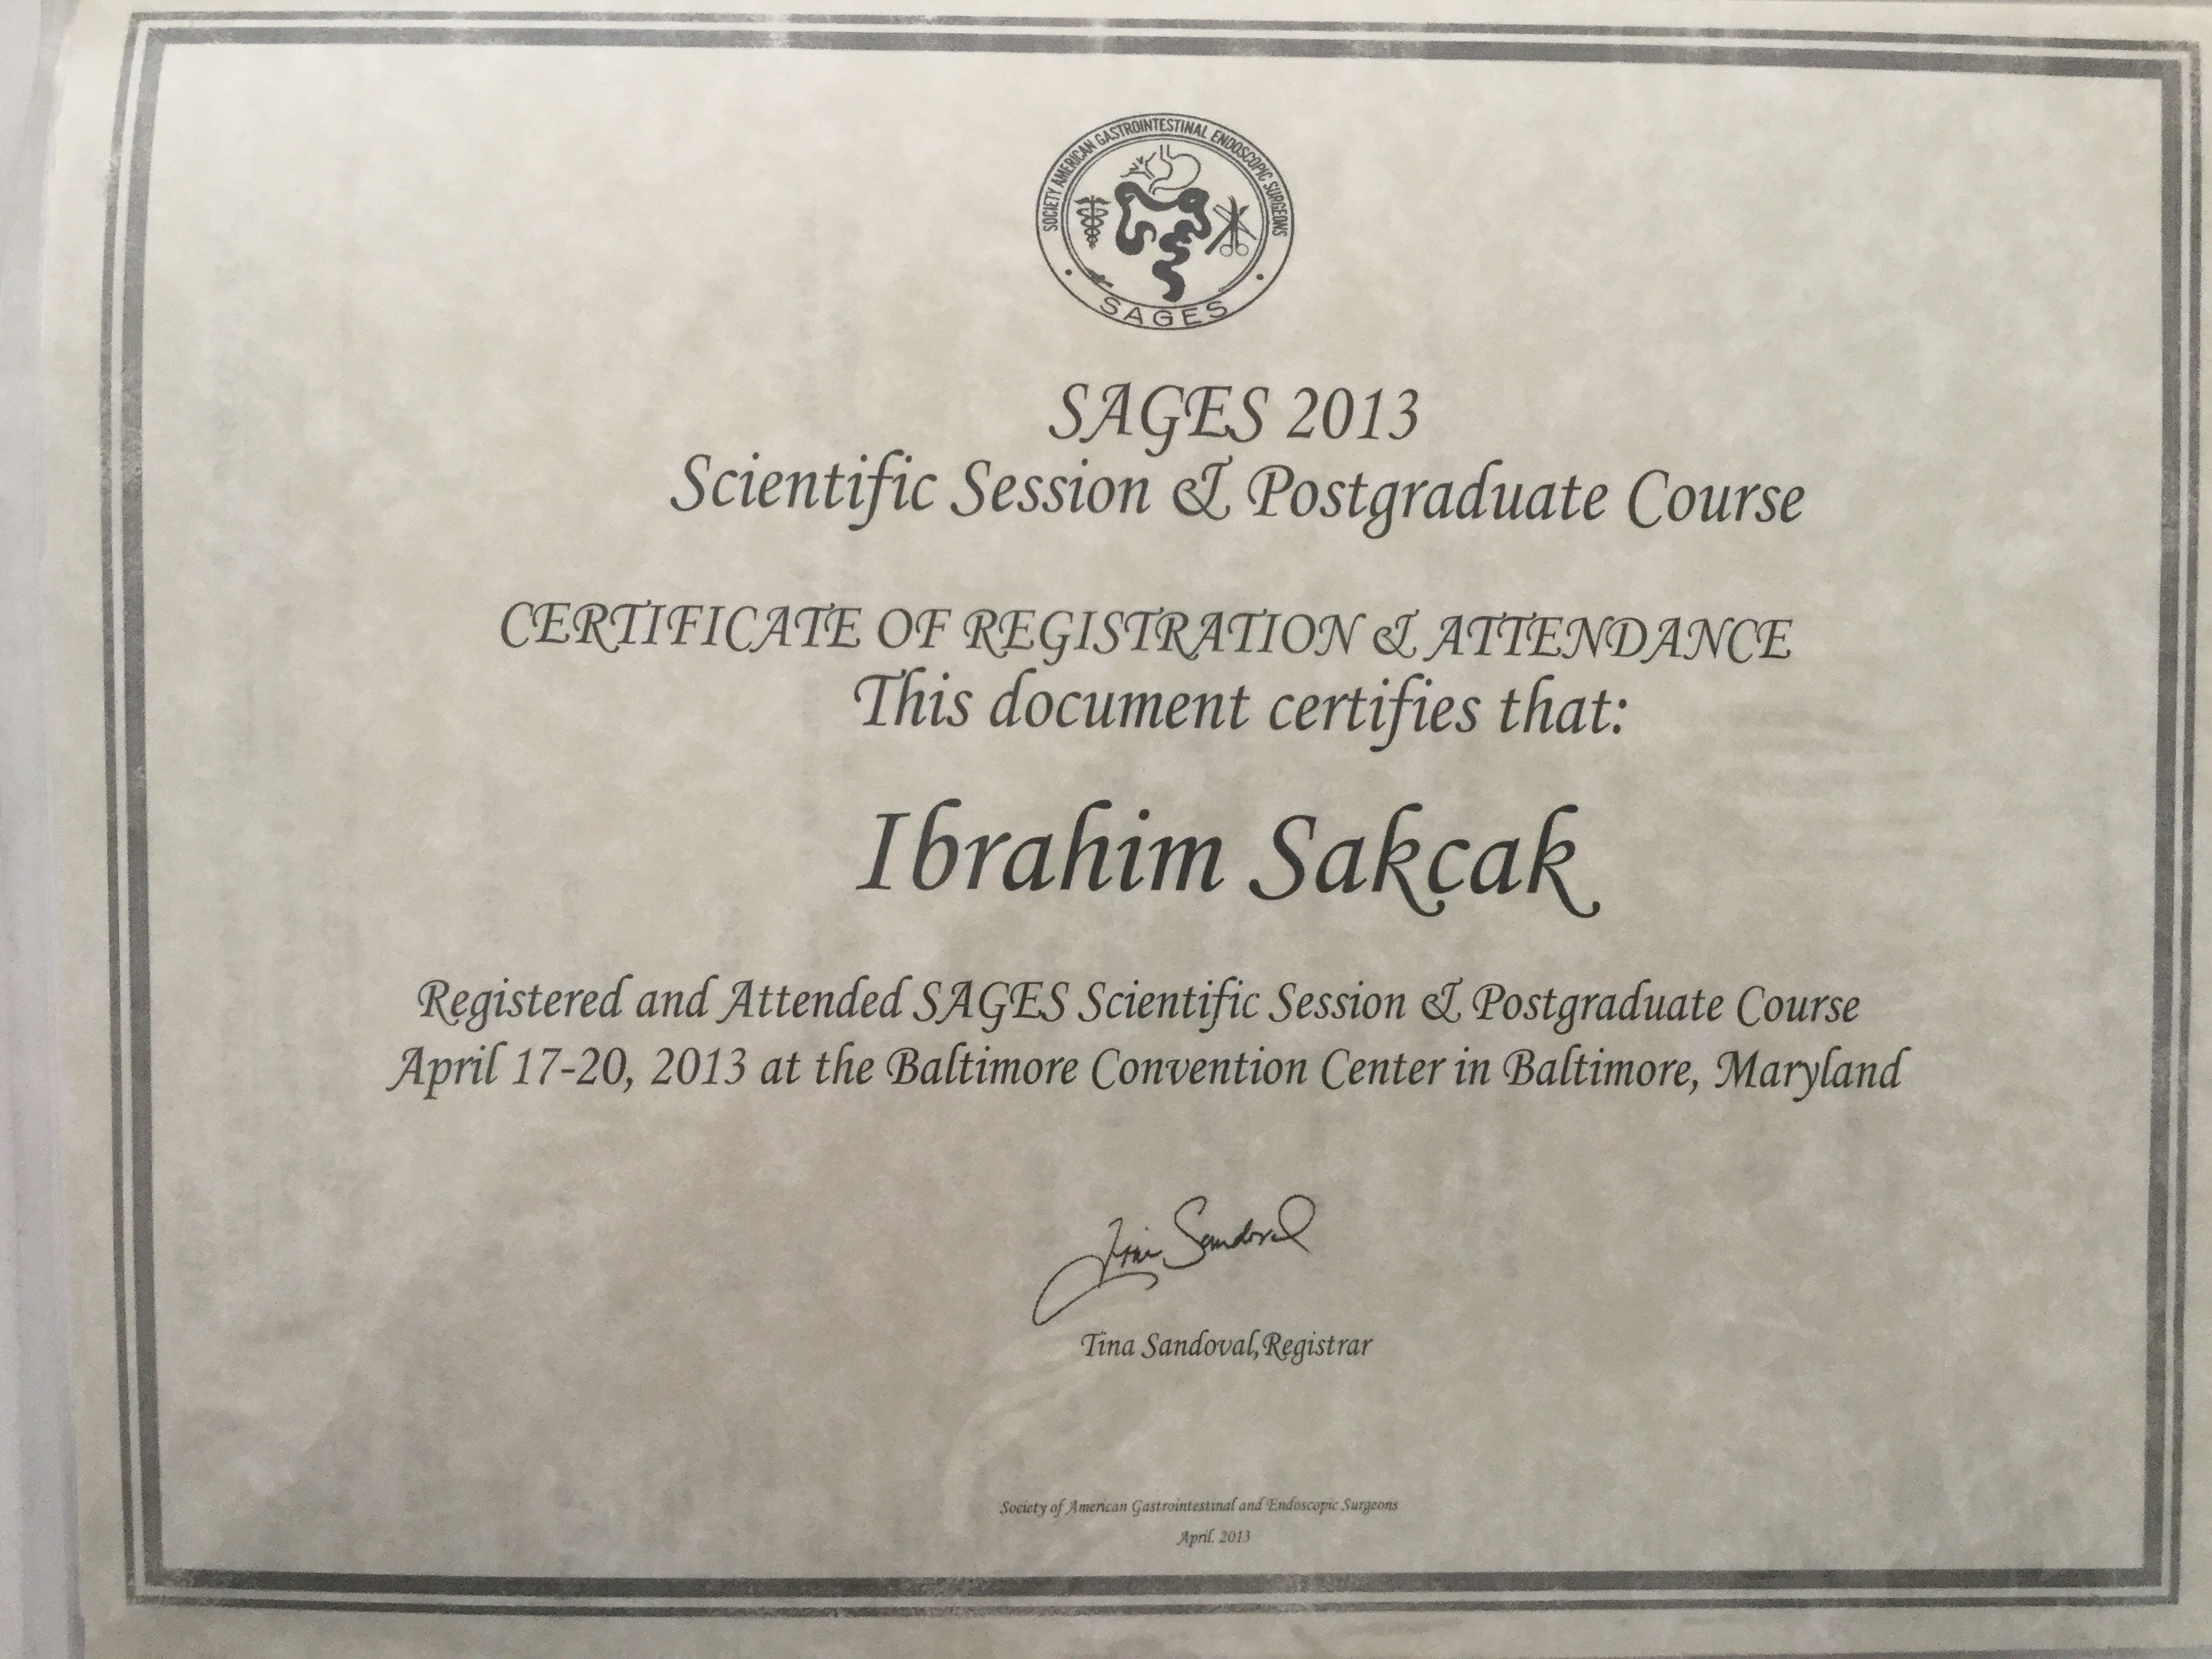 SOCIETY AMERICAN GASTROINTESTINAL ENDOSCOPIC SURGEONS
SAGES
SAGES 2013
Scientific Session & Postgraduate Course
CERTIFICATE OF REGISTRATION & ATTENDANCE
This document certifies that:
Ibrahim Sakcak
Registered and Attended SAGES Scientific Session & Postgraduate Course
April 17-20, 2013 at the Baltimore Convention Center in Baltimore, Maryland
Tina Sandoval
Tina Sandoval,Registrar
Society of American Gastrointestinal and Endoscopic Surgeons
April. 2013